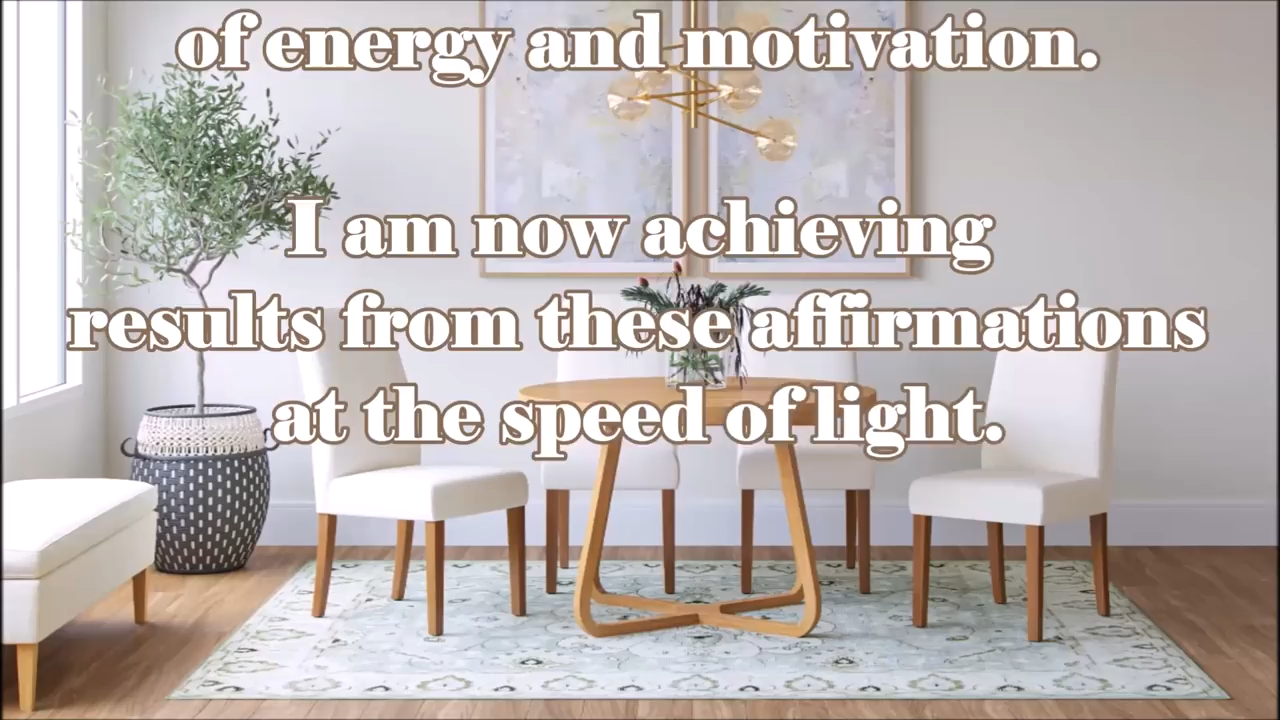 of energy and motivation.
I am now achieving
results from these affirmations
at the speed of light.